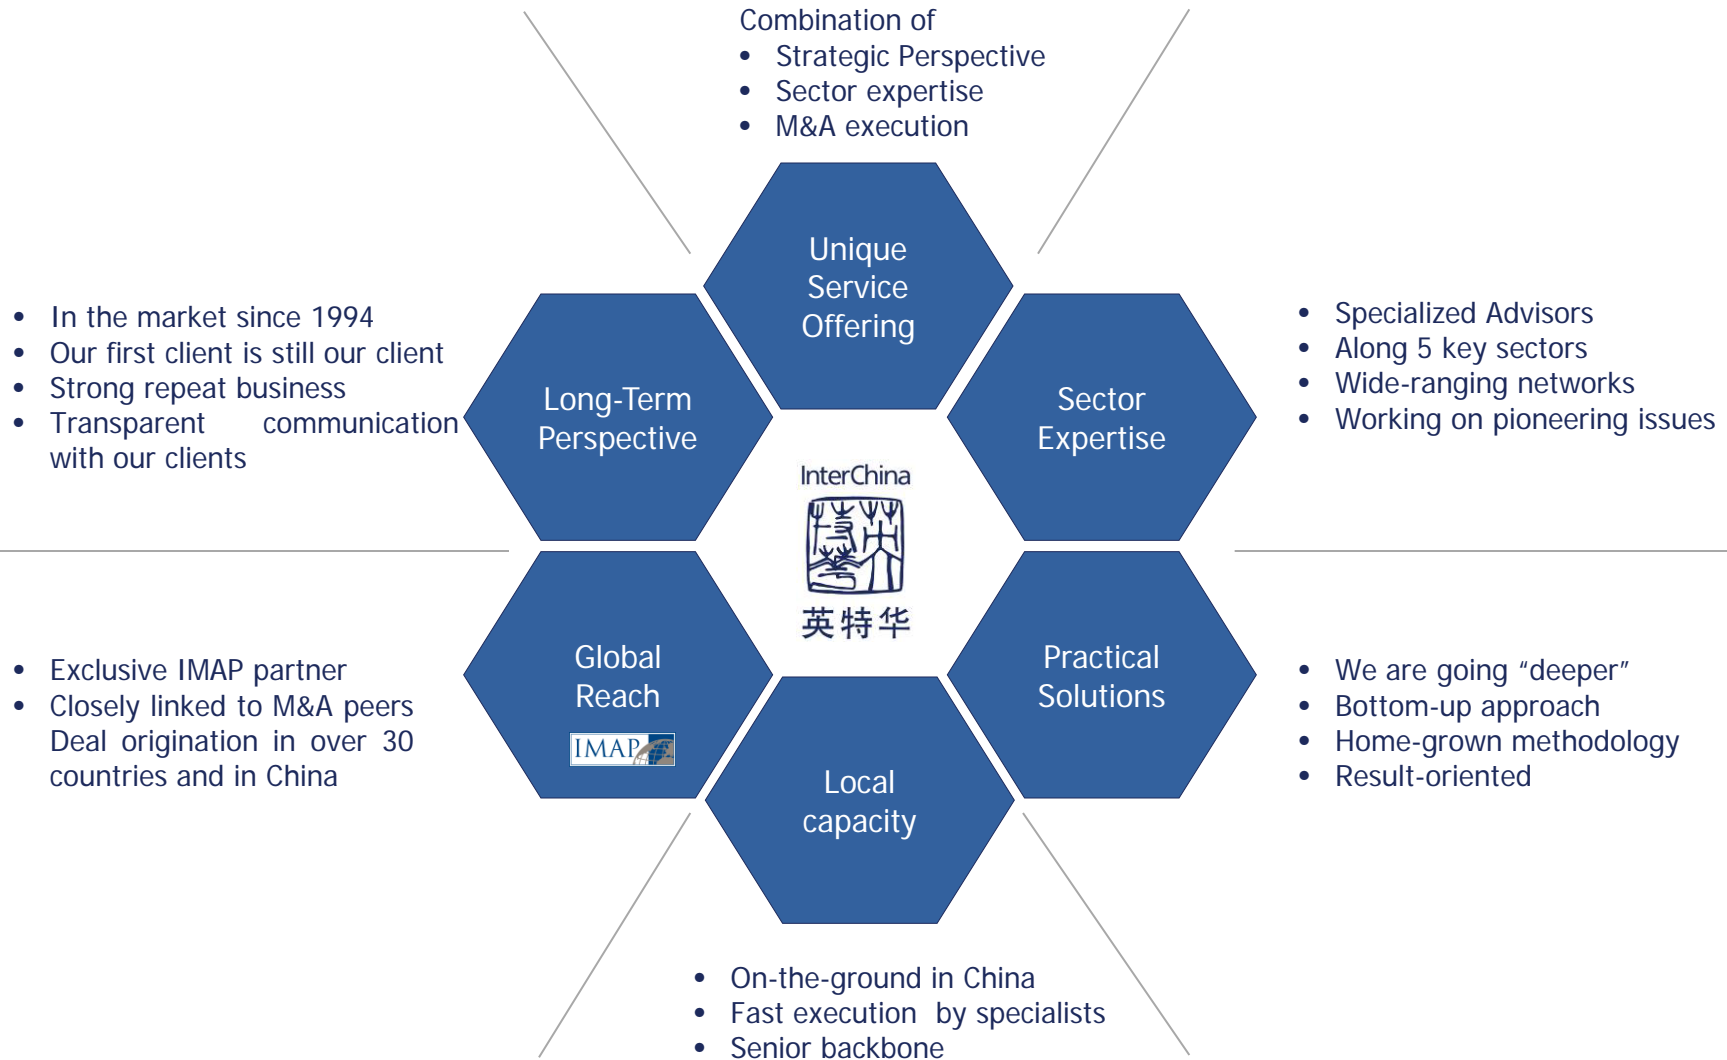 Combination of
• Strategic Perspective
• Sector expertise
• M&A execution
Unique
Service
Offering
• In the market since 1994
• Our first client is still our client
• Strong repeat business
• Transparent communication
with our clients
Long-Term
Perspective
Sector
Expertise
• Specialized Advisors
• Along 5 key sectors
• Wide-ranging networks
• Working on pioneering issues
InterChina
英特华
• Exclusive IMAP partner
• Closely linked to M&A peers
Deal origination in over 30
countries and in China
Global
Reach
IMAP
Practical
Solutions
• We are going “deeper”
• Bottom-up approach
• Home-grown methodology
• Result-oriented
Local
capacity
• On-the-ground in China
• Fast execution by specialists
• Senior backbone